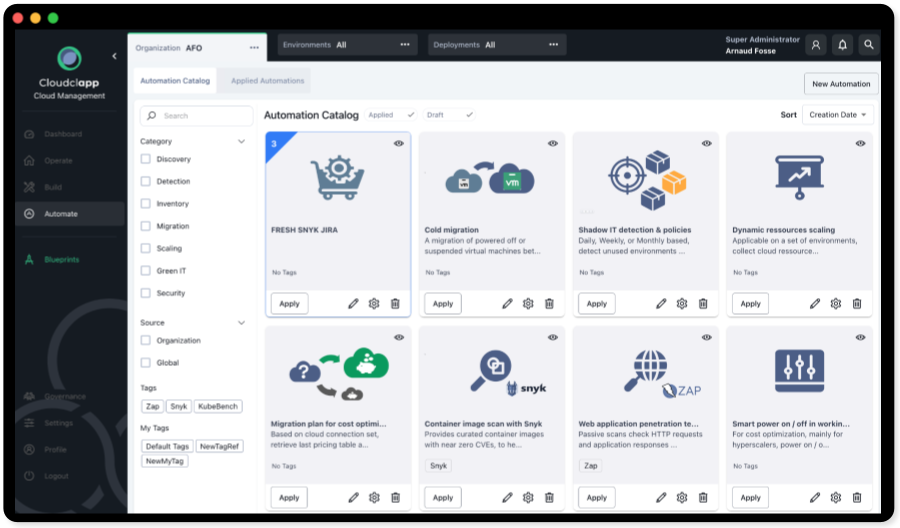 Organization AFO
Environments All
Deployments All
Super Administrator
Arnaud Fosse
Cloudclapp
Cloud Management
Dashboard
Operate
Build
Automate
Blueprints
Governance
Settings
Profile
Logout
Automation Catalog
Applied Automations
New Automation
Search
Category
Discovery
Detection
Inventory
Migration
Scaling
Green IT
Security
Source
Organization
Global
Tags
Zap Snyk KubeBench
My Tags
Default Tags NewTagRef
NewMyTag
Automation Catalog Applied Draft
Sort Creation Date
3
FRESH SNYK JIRA
No Tags
Apply
vm
vm
Cold migration
A migration of powered off or
suspended virtual machines bet...
No Tags
Apply
Shadow IT detection & policies
Daily, Weekly, or Monthly based,
detect unused environments ...
No Tags
Apply
Dynamic ressources scaling
Applicable on a set of environments,
collect cloud ressource...
No Tags
Apply
?
Migration plan for cost optimi...
Based on cloud connection set,
retrieve last pricing table a...
No Tags
Apply
snyk
Container image scan with Snyk
Provides curated container images
with near zero CVEs, to he...
Snyk
Apply
ZAP
Web application penetration te...
Passive scans check HTTP requests
and application responses ...
Zap
Apply
Smart power on / off in workin...
For cost optimization, mainly for
hyperscalers, power on / o...
No Tags
Apply